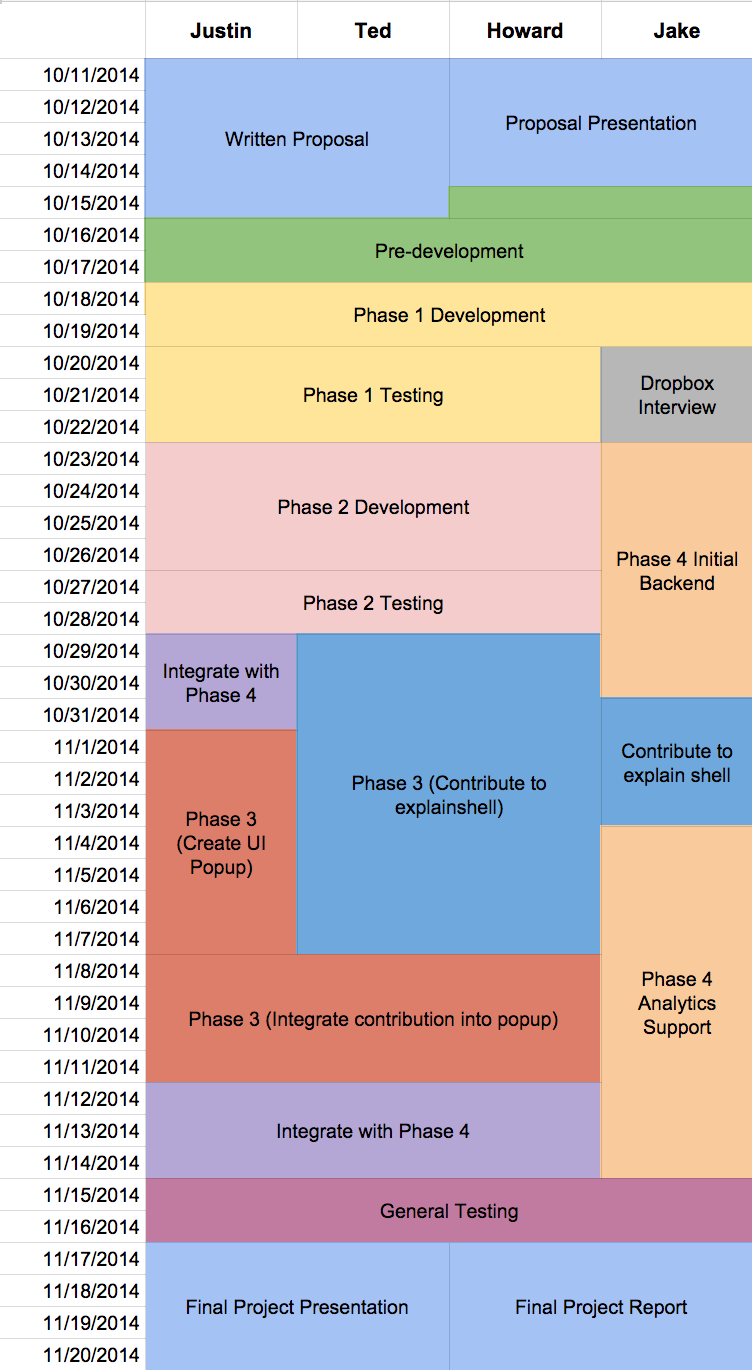 Justin Ted Howard Jake
10/11/2014
10/12/2014
Proposal Presentation
10/13/2014
Written Proposal
10/14/2014
10/15/2014
10/16/2014
Pre-development
10/17/2014
10/18/2014
Phase 1 Development
10/19/2014
10/20/2014
10/21/2014
Phase 1 Testing
Dropbox
Interview
10/22/2014
10/23/2014
10/24/2014
Phase 2 Development
10/25/2014
10/26/2014
Phase 4 Initial
Backend
10/27/2014
Phase 2 Testing
10/28/2014
10/29/2014
Integrate with
Phase 4
10/30/2014
10/31/2014
11/1/2014
Contribute to
explain shell
11/2/2014
Phase 3 (Contribute to
explainshell)
11/3/2014
Phase 3
(Create UI
Popup)
11/4/2014
11/5/2014
11/6/2014
11/7/2014
11/8/2014
Phase 4
Analytics
Support
11/9/2014
Phase 3 (Integrate contribution into popup)
11/10/2014
11/11/2014
11/12/2014
11/13/2014
Integrate with Phase 4
11/14/2014
11/15/2014
General Testing
11/16/2014
11/17/2014
11/18/2014
Final Project Presentation
Final Project Report
11/19/2014
11/20/2014